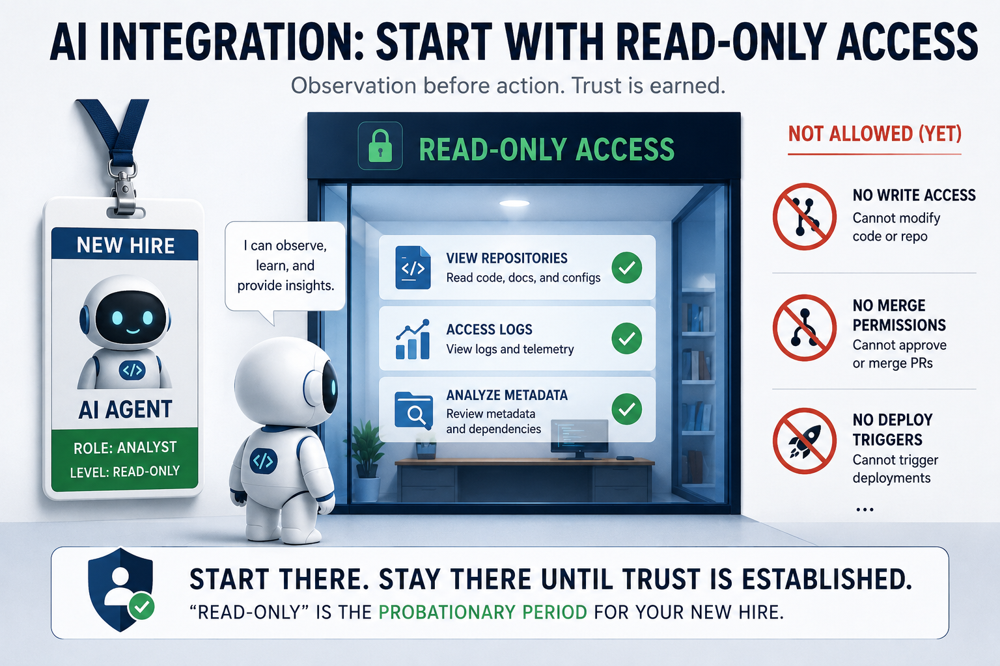 AI INTEGRATION: START WITH READ-ONLY ACCESS
Observation before action. Trust is earned.
NEW HIRE
</>
AI AGENT
ROLE: ANALYST
LEVEL: READ-ONLY
I can observe,
learn, and
provide insights.
</>
READ-ONLY ACCESS
</>
VIEW REPOSITORIES
Read code, docs, and configs
ACCESS LOGS
View logs and telemetry
ANALYZE METADATA
Review metadata
and dependencies
NOT ALLOWED (YET)
NO WRITE ACCESS
Cannot modify
code or repo
NO MERGE
PERMISSIONS
Cannot approve
or merge PRs
NO DEPLOY
TRIGGERS
Cannot trigger
deployments
...
START THERE. STAY THERE UNTIL TRUST IS ESTABLISHED.
“READ-ONLY” IS THE PROBATIONARY PERIOD FOR YOUR NEW HIRE.